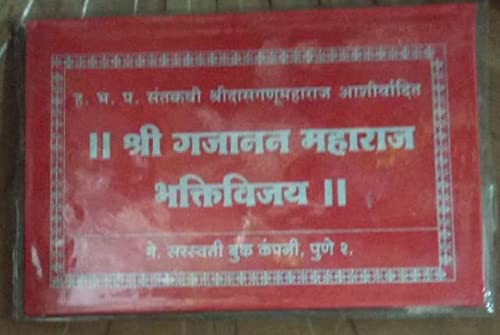 ह. भ. प. संतकवी श्रीदासगणूमहाराज आशीर्वादित
॥ श्री गजानन महाराज
भक्तिविजय ॥
मे. सरस्वती बुक कंपनी, पुणे २.